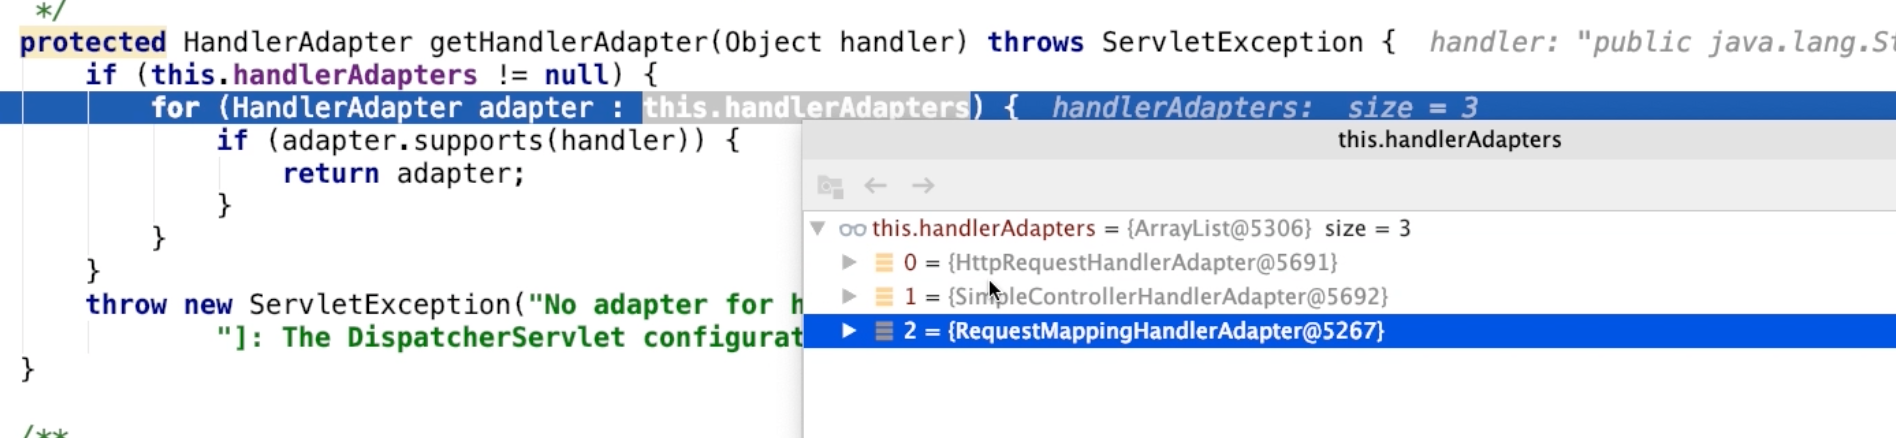 */
protected HandlerAdapter getHandlerAdapter(Object handler) throws ServletException {  handler: "public java.lang.St
if (this.handlerAdapters != null) {
for (HandlerAdapter adapter : this.handlerAdapters) {  handlerAdapters:  size = 3
if (adapter.supports(handler)) {
return adapter;
}
}
}
throw new ServletException("No adapter for h
"]: The DispatcherServlet configurat
}
/**
this.handlerAdapters
this.handlerAdapters = {ArrayList@5306} size = 3
0 = {HttpRequestHandlerAdapter@5691}
1 = {SimpleControllerHandlerAdapter@5692}
2 = {RequestMappingHandlerAdapter@5267}